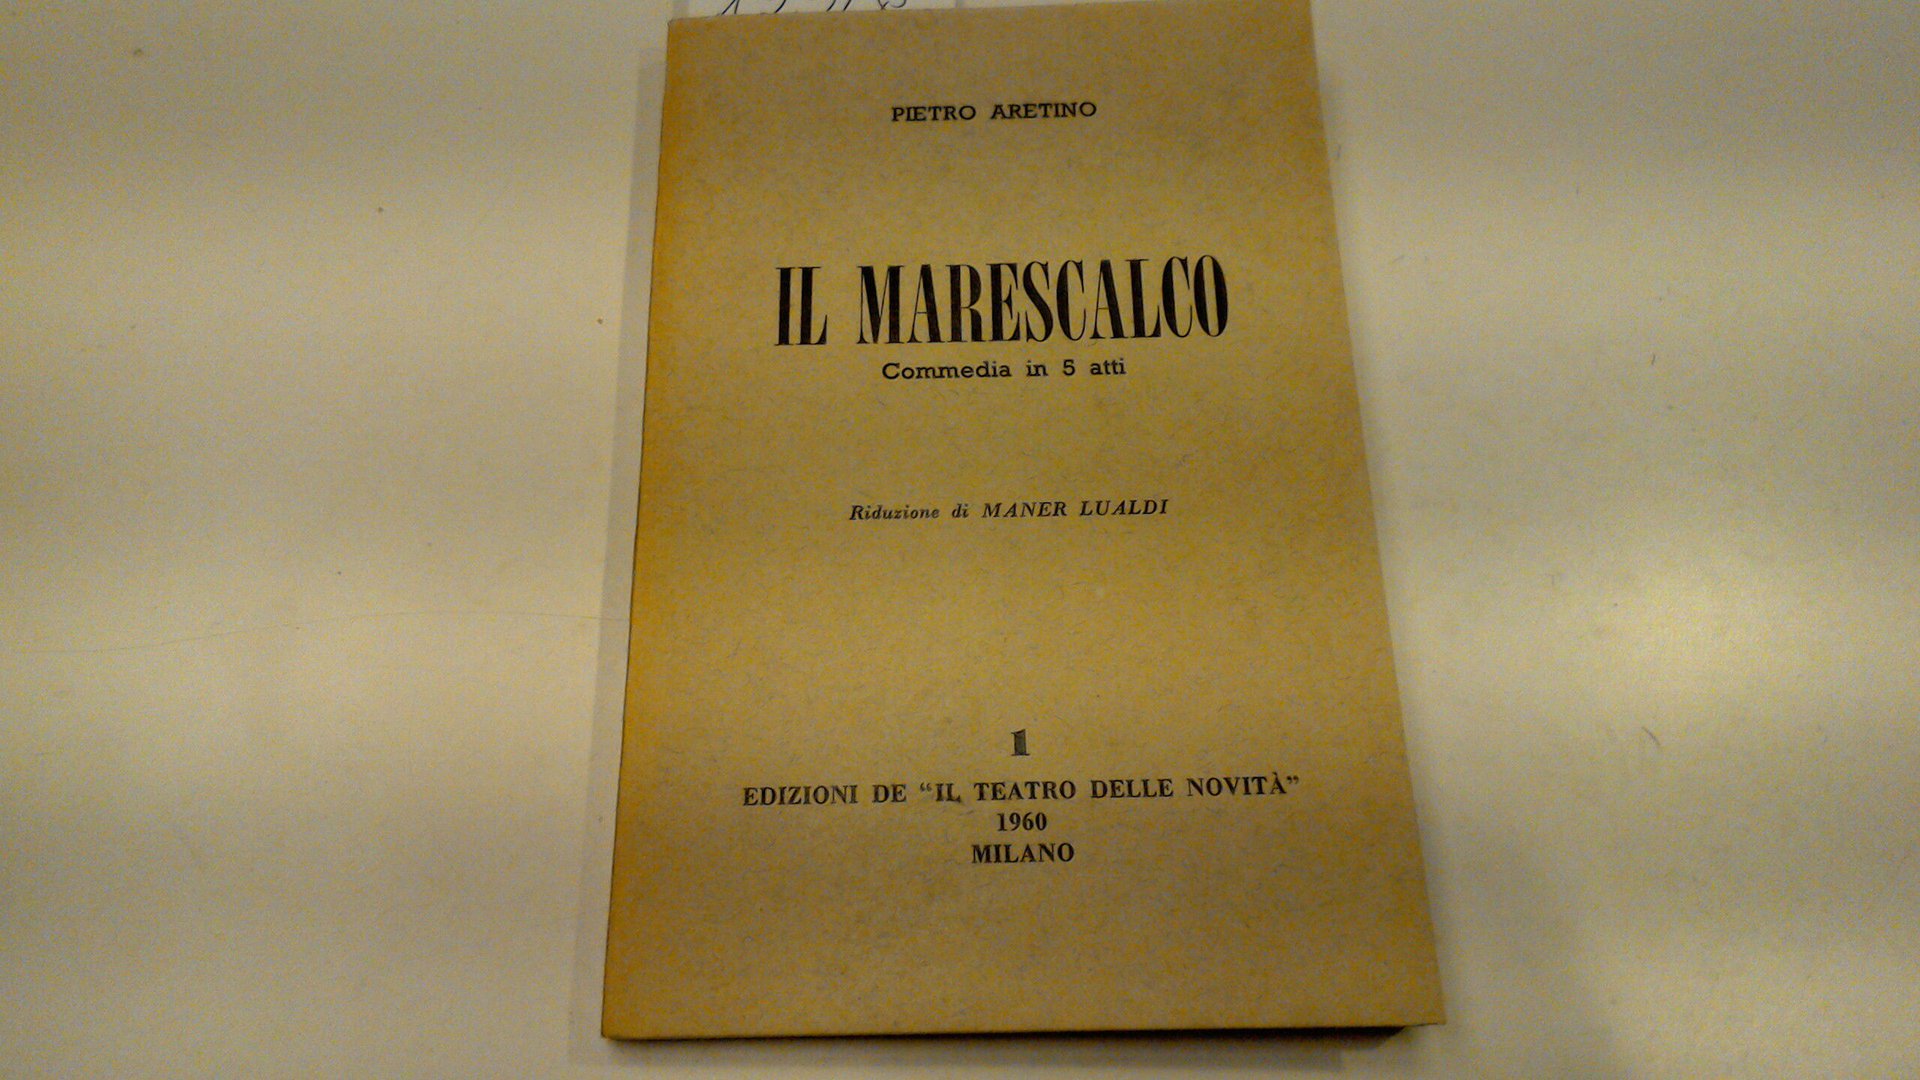 PIETRO ARETINO
IL MARESCALCO
Commedia in 5 atti
Riduzione di MANER LUALDI
1
EDIZIONI DE “IL TEATRO DELLE NOVITÀ”
1960
MILANO